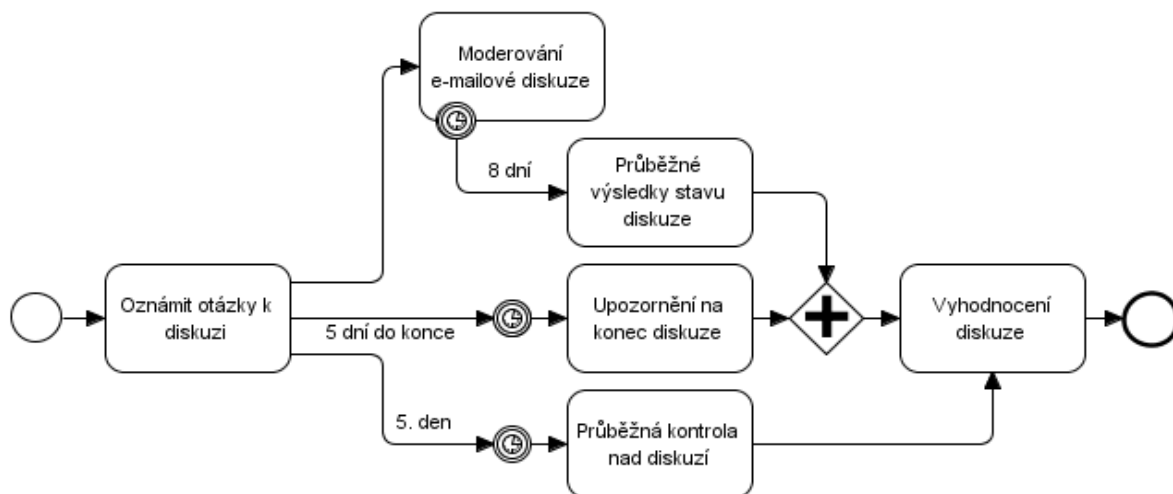 Moderování
e-mailové diskuze
8 dní
Průběžné
výsledky stavu
diskuze
Oznámit otázky k
diskuzi
5 dní do konce
Upozornění na
konec diskuze
Vyhodnocení
diskuze
5. den
Průběžná kontrola
nad diskuzí